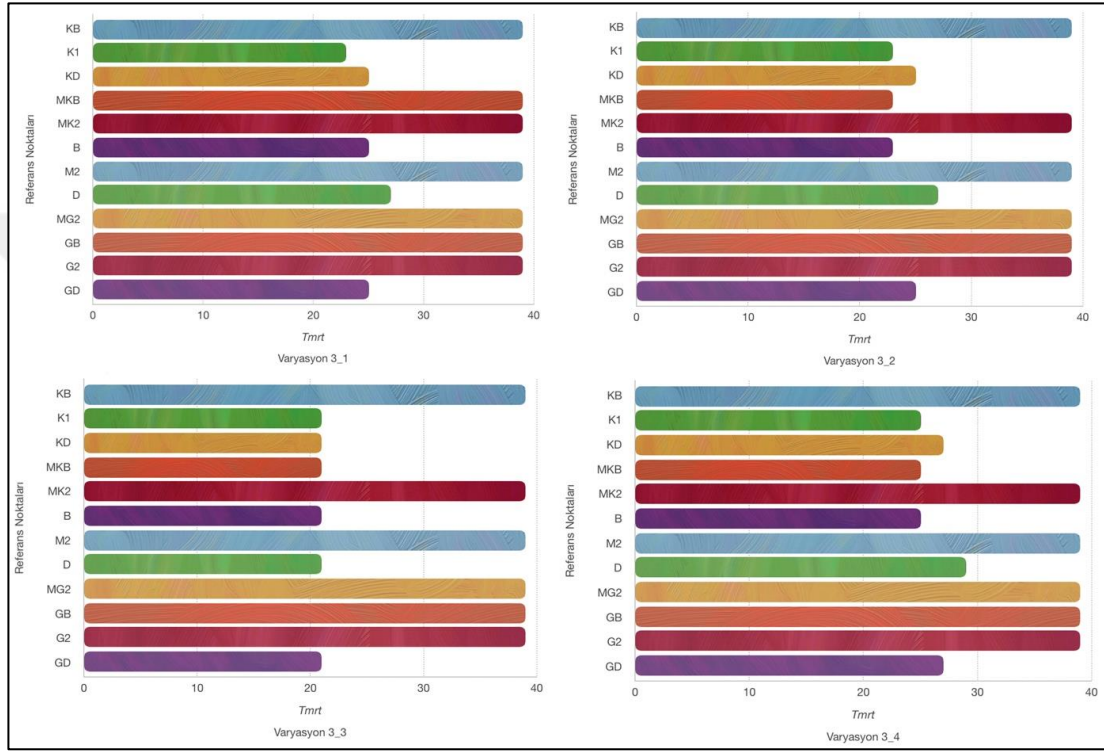 Referans Noktaları
KB
K1
KD
MKB
MK2
B
M2
D
MG2
GB
G2
GD
0 10 20 30 40
Tmrt
Varyasyon 3_1
Referans Noktaları
KB
K1
KD
MKB
MK2
B
M2
D
MG2
GB
G2
GD
0 10 20 30 40
Tmrt
Varyasyon 3_2
Referans Noktaları
KB
K1
KD
MKB
MK2
B
M2
D
MG2
GB
G2
GD
0 10 20 30 40
Tmrt
Varyasyon 3_3
Referans Noktaları
KB
K1
KD
MKB
MK2
B
M2
D
MG2
GB
G2
GD
0 10 20 30 40
Tmrt
Varyasyon 3_4